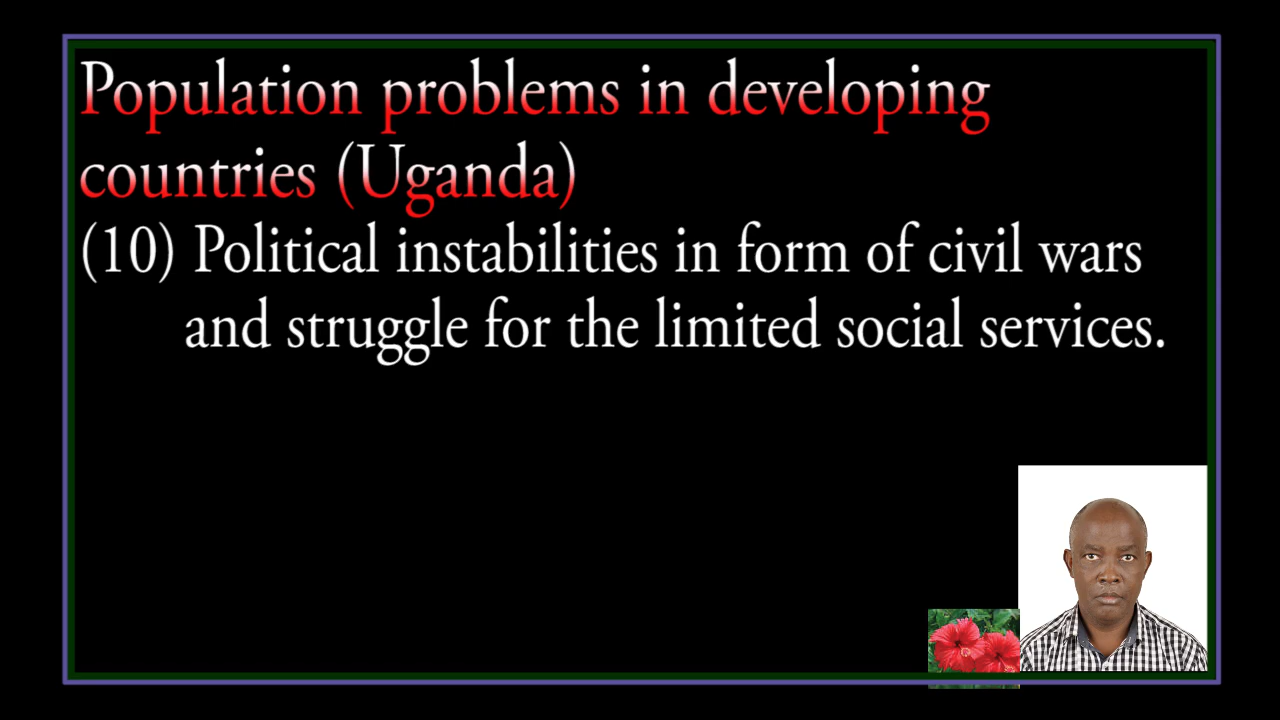 Population problems in developing
countries (Uganda)
(10) Political instabilities in form of civil wars
and struggle for the limited social services.